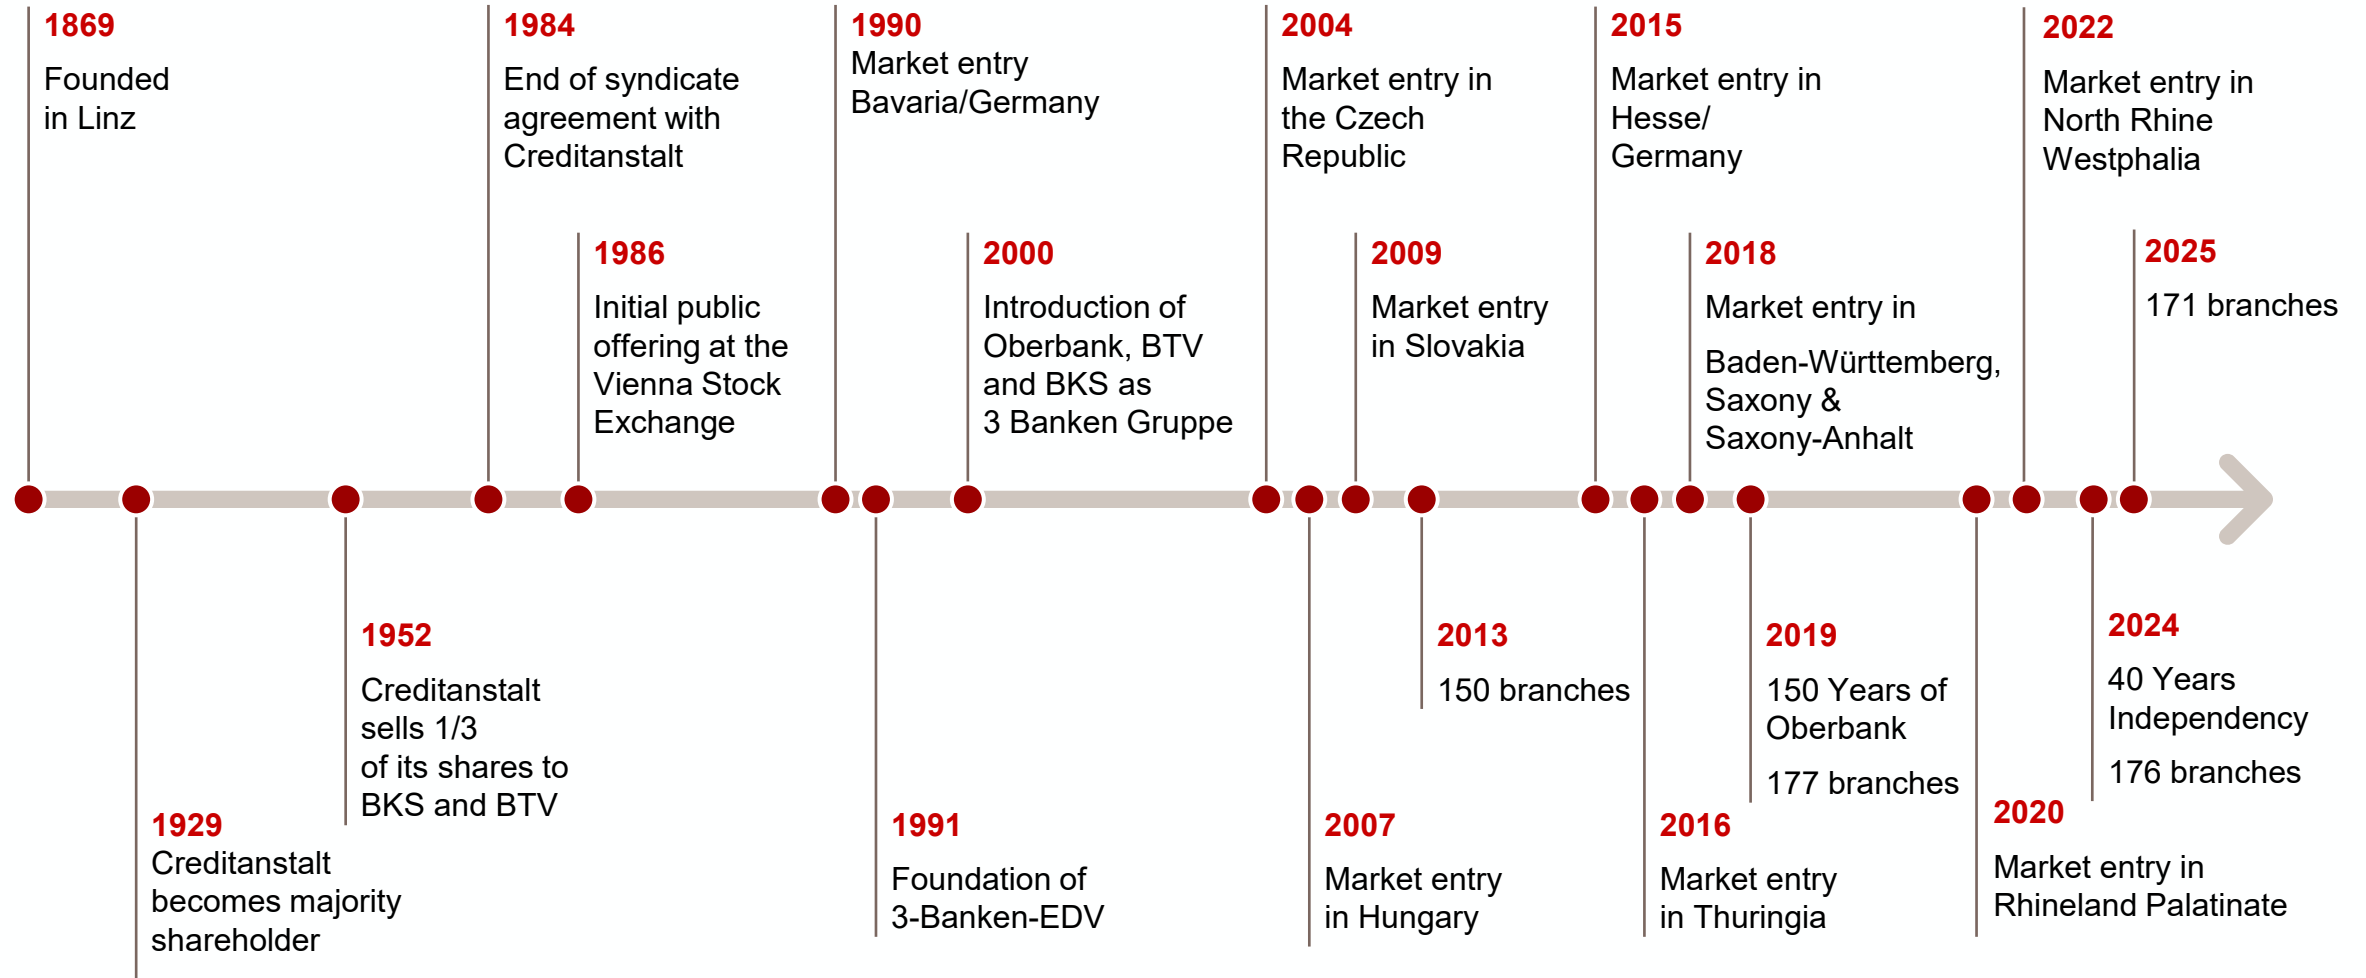 1869
Founded
in Linz
1984
End of syndicate
agreement with
Creditanstalt
1990
Market entry
Bavaria/Germany
2004
Market entry in
the Czech
Republic
2015
Market entry in
Hesse/
Germany
2022
Market entry in
North Rhine
Westphalia
1986
Initial public
offering at the
Vienna Stock
Exchange
2000
Introduction of
Oberbank, BTV
and BKS as
3 Banken Gruppe
2009
Market entry
in Slovakia
2018
Market entry in
Baden-Württemberg,
Saxony &
Saxony-Anhalt
2025
171 branches
1929
Creditanstalt
becomes majority
shareholder
1952
Creditanstalt
sells 1/3
of its shares to
BKS and BTV
1991
Foundation of
3-Banken-EDV
2007
Market entry
in Hungary
2013
150 branches
2016
Market entry
in Thuringia
2019
150 Years of
Oberbank
177 branches
2020
Market entry in
Rhineland Palatinate
2024
40 Years
Independency
176 branches